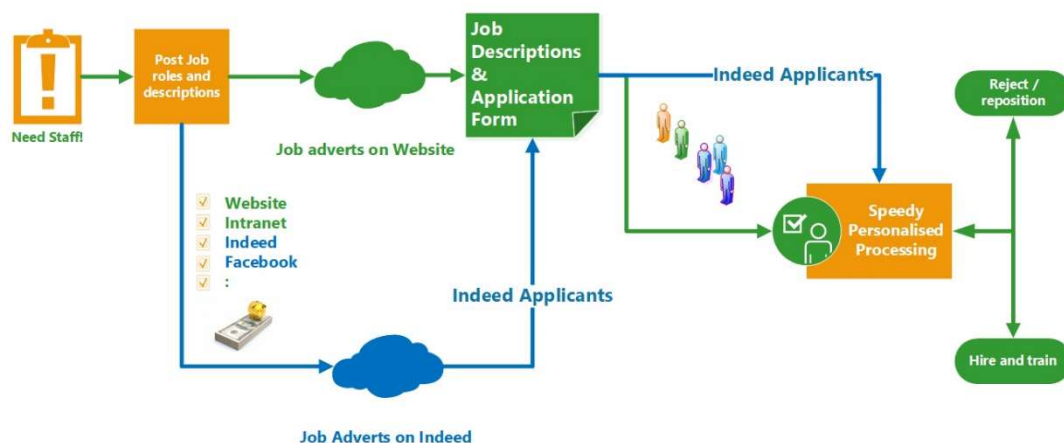 Need Staff!
Post Job
roles and
descriptions
Job adverts on Website
Job
Descriptions
&
Application
Form
Indeed Applicants
Reject /
reposition
Speedy
Personalised
Processing
Hire and train
Website
Intranet
Indeed
Facebook
:
Indeed Applicants
Job Adverts on Indeed